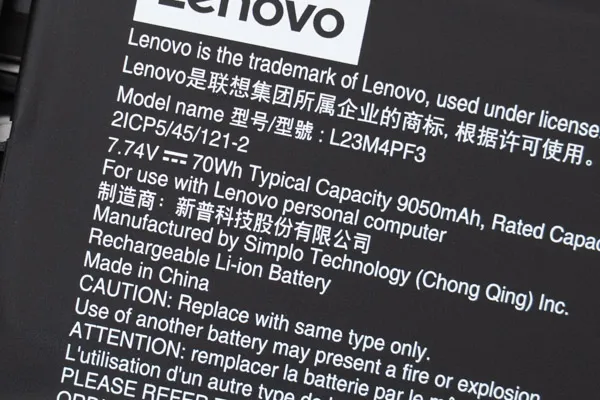 Lenovo
Lenovo is the trademark of Lenovo, used under license
Lenovo是联想集团所属企业的商标, 根据许可使用。
Model name 型号/型號 : L23M4PF3
2ICP5/45/121-2
7.74V 70Wh Typical Capacity 9050mAh, Rated Capac
For use with Lenovo personal computer
制造商: 新普科技股份有限公司
Manufactured by Simplo Technology (Chong Qing) Inc.
Rechargeable Li-ion Battery
Made in China
CAUTION: Replace with same type only.
Use of another battery may present a fire or explosion
ATTENTION: remplacer la batterie par le
L'utilisation d'un autre type de
PLEASE REFER